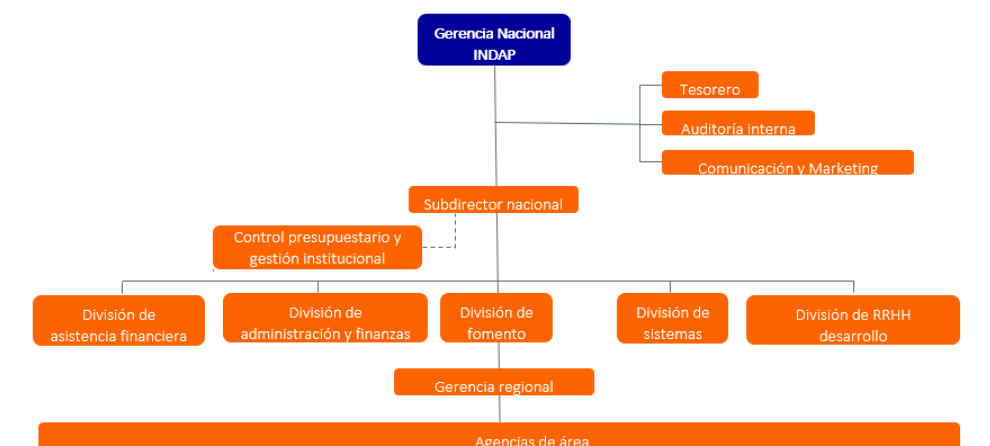 Gerencia Nacional
INDAP
Tesorero
Auditoría interna
Comunicación y Marketing
Subdirector nacional
Control presupuestario y
gestión institucional
División de
asistencia financiera
División de
administración y finanzas
División de
fomento
División de
sistemas
División de RRHH
desarrollo
Gerencia regional
Agencias de área